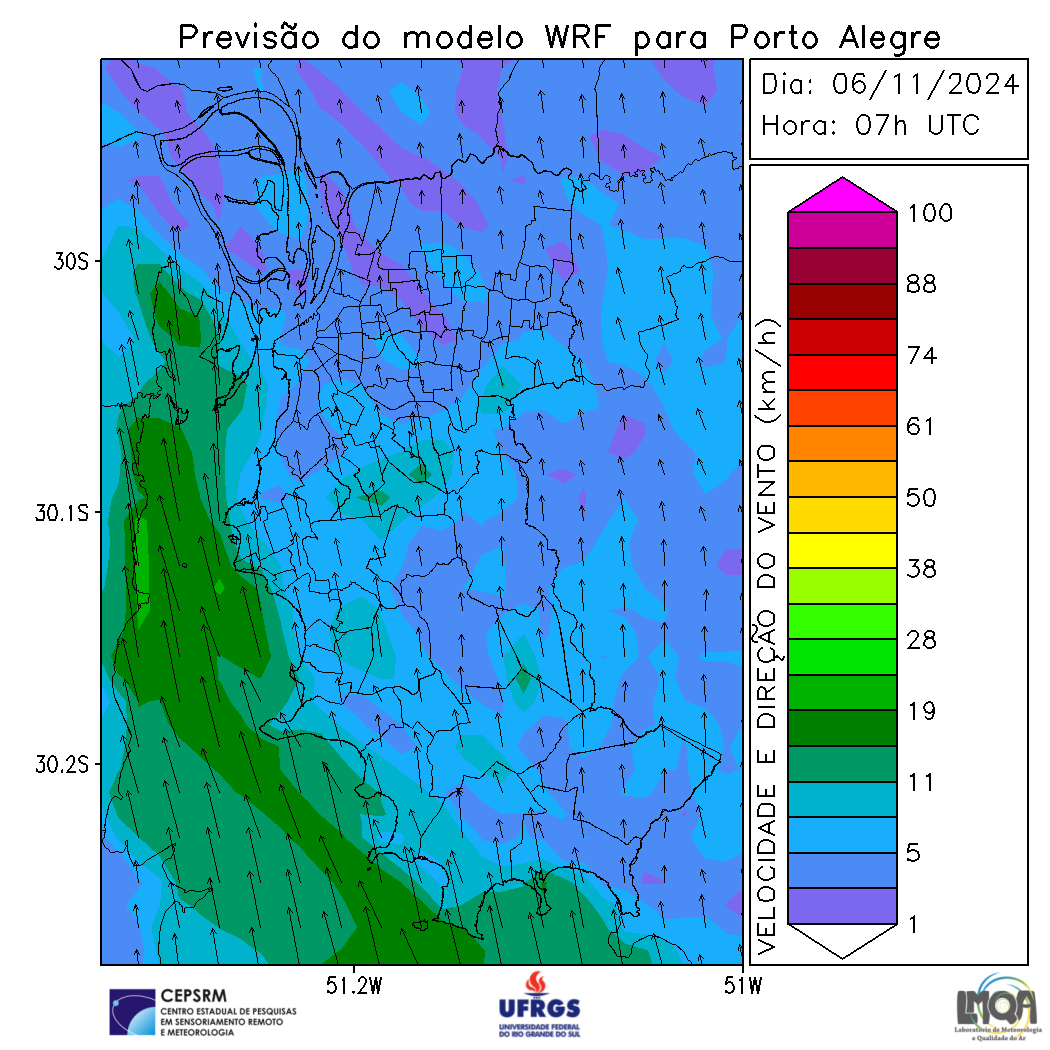 Previsão do modelo WRF para Porto Alegre
Dia: 06/11/2024
Hora: 07h UTC
30S
30.1S
30.2S
51.2W
51W
VELOCIDADE E DIREÇÃO DO VENTO (km/h)
100
88
74
61
50
38
28
19
11
5
1
CEPSRM
CENTRO ESTADUAL DE PESQUISAS
EM SENSORIAMENTO REMOTO
E METEOROLOGIA
UFRGS
UNIVERSIDADE FEDERAL
DO RIO GRANDE DO SUL
LMQA
Laboratório de Meteorologia
e Qualidade do Ar